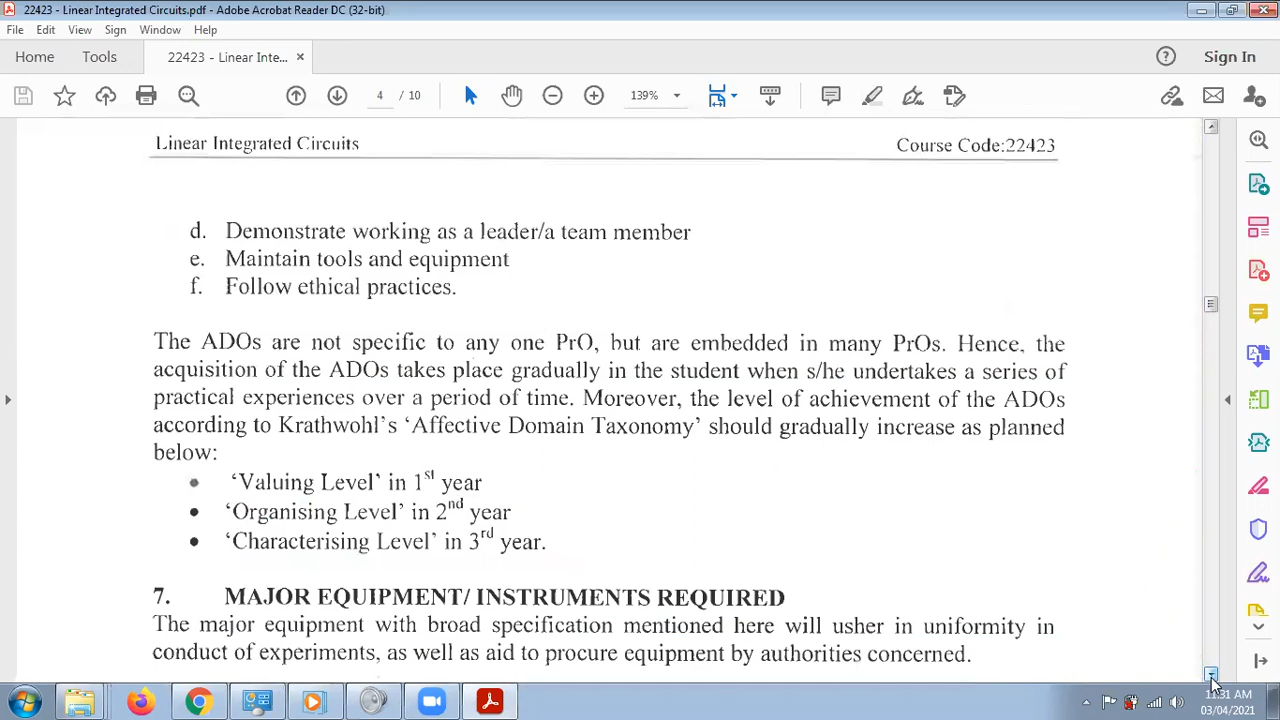 22423 - Linear Integrated Circuits.pdf - Adobe Acrobat Reader DC (32-bit)
File Edit View Sign Window Help
Home Tools 22423 - Linear Inte... × Sign In
4 / 10 139%
Linear Integrated Circuits Course Code:22423
d. Demonstrate working as a leader/a team member
e. Maintain tools and equipment
f. Follow ethical practices.
The ADOs are not specific to any one PrO, but are embedded in many PrOs. Hence, the
acquisition of the ADOs takes place gradually in the student when s/he undertakes a series of
practical experiences over a period of time. Moreover, the level of achievement of the ADOs
according to Krathwohl's 'Affective Domain Taxonomy' should gradually increase as planned
below:
• 'Valuing Level' in 1st year
• 'Organising Level' in 2nd year
• 'Characterising Level' in 3rd year.
7. MAJOR EQUIPMENT/ INSTRUMENTS REQUIRED
The major equipment with broad specification mentioned here will usher in uniformity in
conduct of experiments, as well as aid to procure equipment by authorities concerned.
11:31 AM
03/04/2021